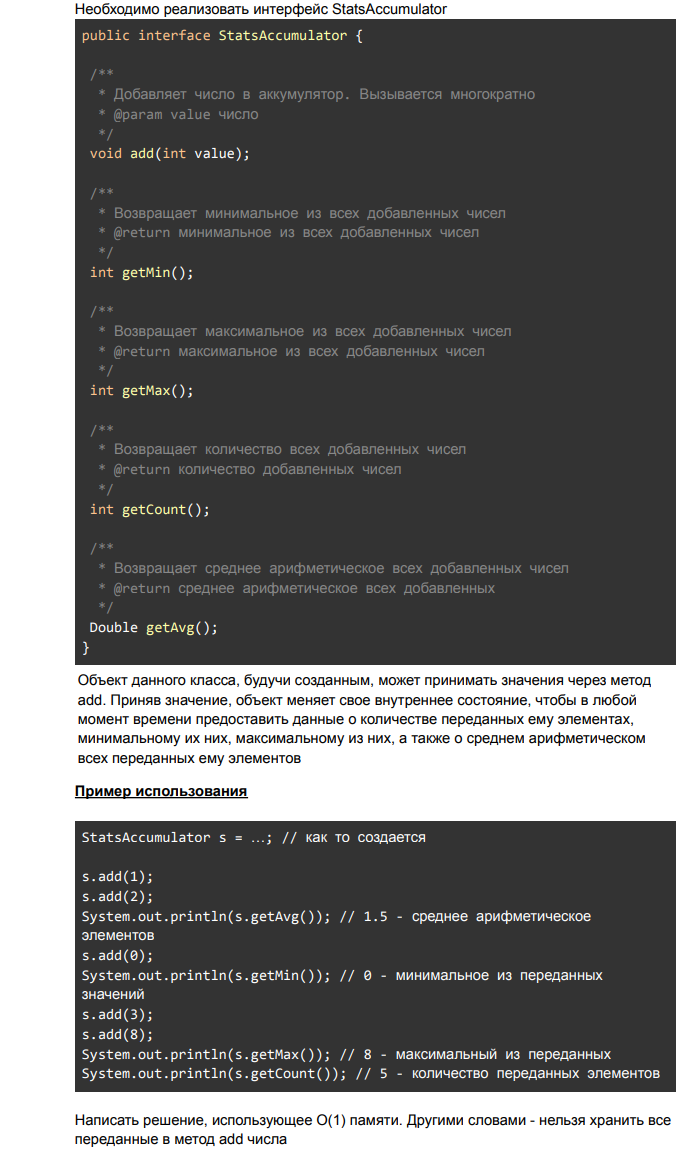 Необходимо реализовать интерфейс StatsAccumulator
public interface StatsAccumulator {
/**
* Добавляет число в аккумулятор. Вызывается многократно
* @param value число
*/
void add(int value);
/**
* Возвращает минимальное из всех добавленных чисел
* @return минимальное из всех добавленных чисел
*/
int getMin();
/**
* Возвращает максимальное из всех добавленных чисел
* @return максимальное из всех добавленных чисел
*/
int getMax();
/**
* Возвращает количество всех добавленных чисел
* @return количество добавленных чисел
*/
int getCount();
/**
* Возвращает среднее арифметическое всех добавленных чисел
* @return среднее арифметическое всех добавленных
*/
Double getAvg();
}
Объект данного класса, будучи созданным, может принимать значения через метод
add. Приняв значение, объект меняет свое внутреннее состояние, чтобы в любой
момент времени предоставить данные о количестве переданных ему элементах,
минимальному их них, максимальному из них, а также о среднем арифметическом
всех переданных ему элементов
Пример использования
StatsAccumulator s = …; // как то создается
s.add(1);
s.add(2);
System.out.println(s.getAvg()); // 1.5 - среднее арифметическое
элементов
s.add(0);
System.out.println(s.getMin()); // 0 - минимальное из переданных
значений
s.add(3);
s.add(8);
System.out.println(s.getMax()); // 8 - максимальный из переданных
System.out.println(s.getCount()); // 5 - количество переданных элементов
Написать решение, использующее O(1) памяти. Другими словами - нельзя хранить все
переданные в метод add числа